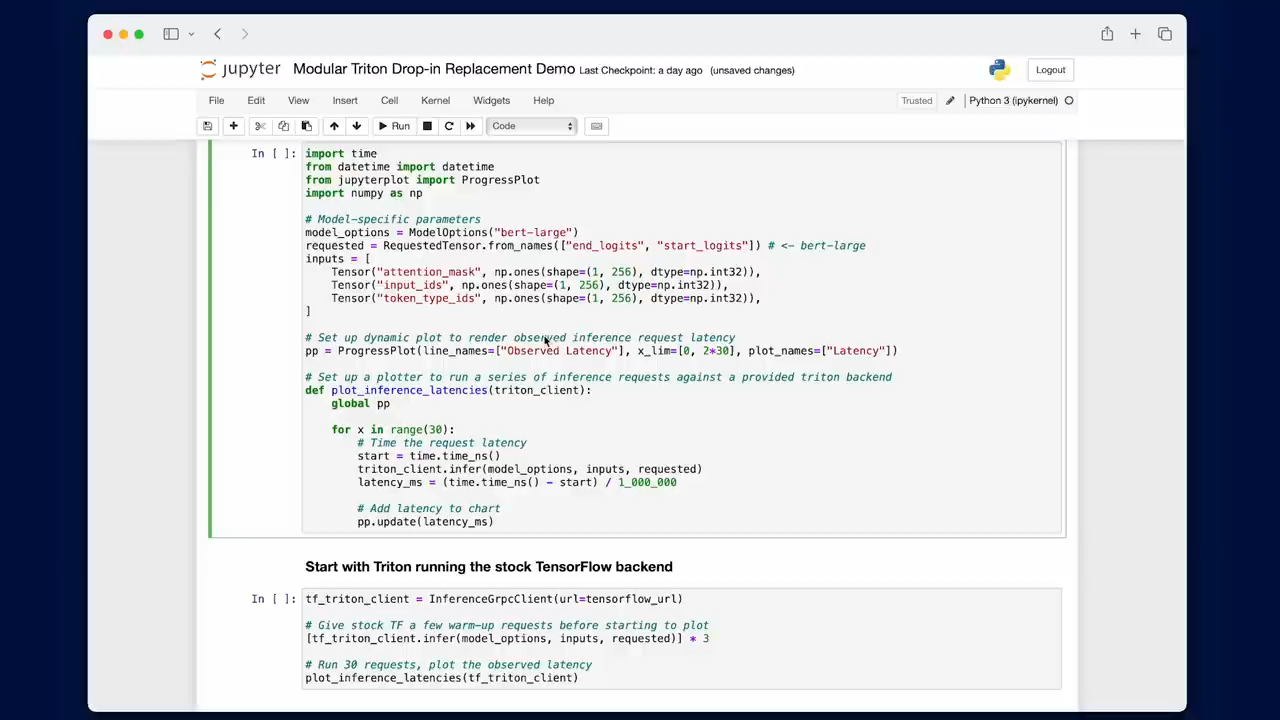 jupyter Modular Triton Drop-in Replacement Demo Last Checkpoint: a day ago (unsaved changes) Logout
File Edit View Insert Cell Kernel Widgets Help Trusted Python 3 (ipykernel)
Run Code
In [ ]: import time
from datetime import datetime
from jupyterplot import ProgressPlot
import numpy as np
# Model-specific parameters
model_options = ModelOptions("bert-large")
requested = RequestedTensor.from_names(["end_logits", "start_logits"]) # <- bert-large
inputs = [
    Tensor("attention_mask", np.ones(shape=(1, 256), dtype=np.int32)),
    Tensor("input_ids", np.ones(shape=(1, 256), dtype=np.int32)),
    Tensor("token_type_ids", np.ones(shape=(1, 256), dtype=np.int32)),
]
# Set up dynamic plot to render observed inference request latency
pp = ProgressPlot(line_names=["Observed Latency"], x_lim=[0, 2*30], plot_names=["Latency"])
# Set up a plotter to run a series of inference requests against a provided triton backend
def plot_inference_latencies(triton_client):
    global pp
    for x in range(30):
        # Time the request latency
        start = time.time_ns()
        triton_client.infer(model_options, inputs, requested)
        latency_ms = (time.time_ns() - start) / 1_000_000
        # Add latency to chart
        pp.update(latency_ms)
Start with Triton running the stock TensorFlow backend
In [ ]: tf_triton_client = InferenceGrpcClient(url=tensorflow_url)
# Give stock TF a few warm-up requests before starting to plot
[tf_triton_client.infer(model_options, inputs, requested)] * 3
# Run 30 requests, plot the observed latency
plot_inference_latencies(tf_triton_client)